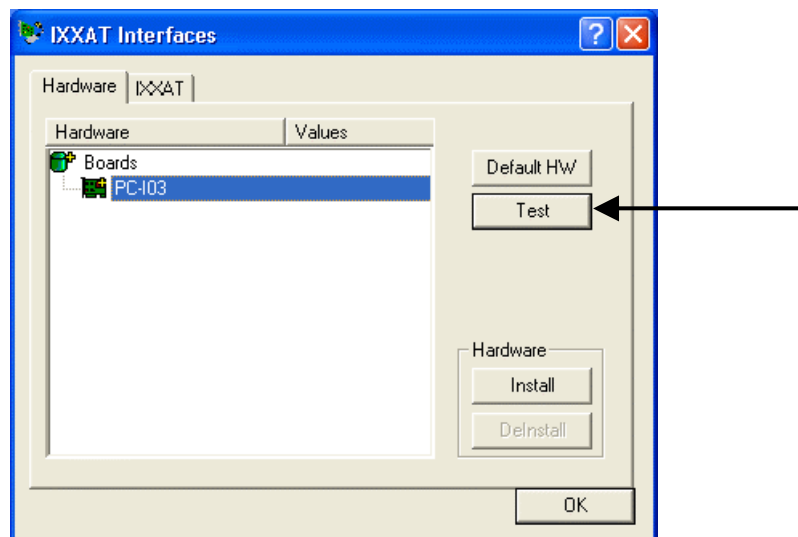 IXXAT Interfaces
Hardware IXXAT
Hardware Values
Boards
PC-I03
Default HW
Test
Hardware
Install
DeInstall
OK